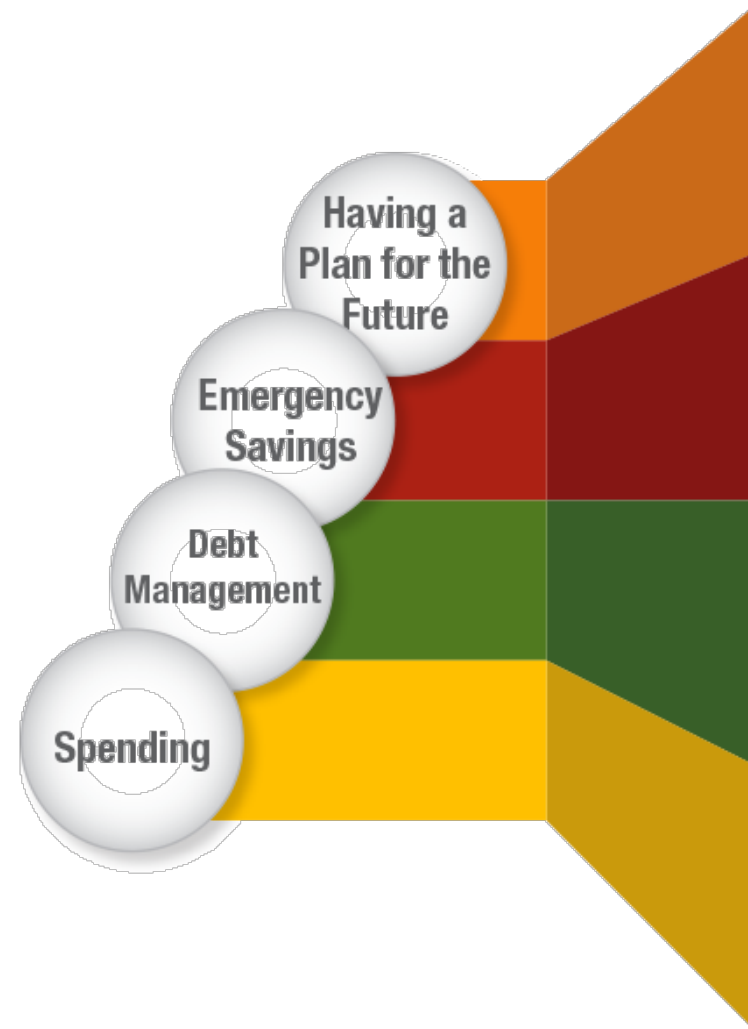 Having a
Plan for the
Future
Emergency
Savings
Debt
Management
Spending